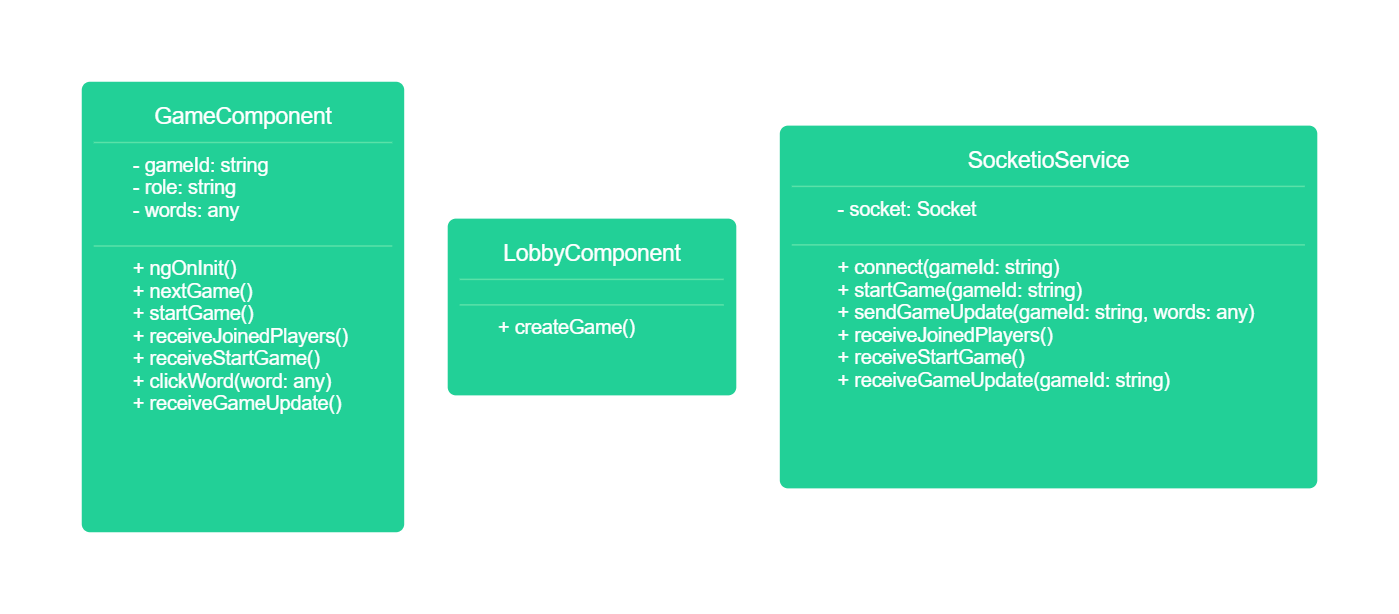 GameComponent
- gameId: string
- role: string
- words: any
+ ngOnInit()
+ nextGame()
+ startGame()
+ receiveJoinedPlayers()
+ receiveStartGame()
+ clickWord(word: any)
+ receiveGameUpdate()
LobbyComponent
+ createGame()
SocketioService
- socket: Socket
+ connect(gameId: string)
+ startGame(gameId: string)
+ sendGameUpdate(gameId: string, words: any)
+ receiveJoinedPlayers()
+ receiveStartGame()
+ receiveGameUpdate(gameId: string)